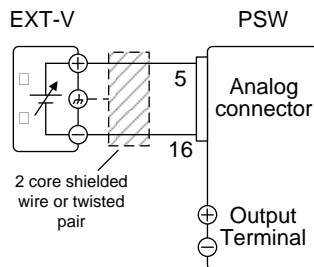 EXT-V
PSW
5
Analog
connector
16
2 core shielded
wire or twisted
pair
Output
Terminal